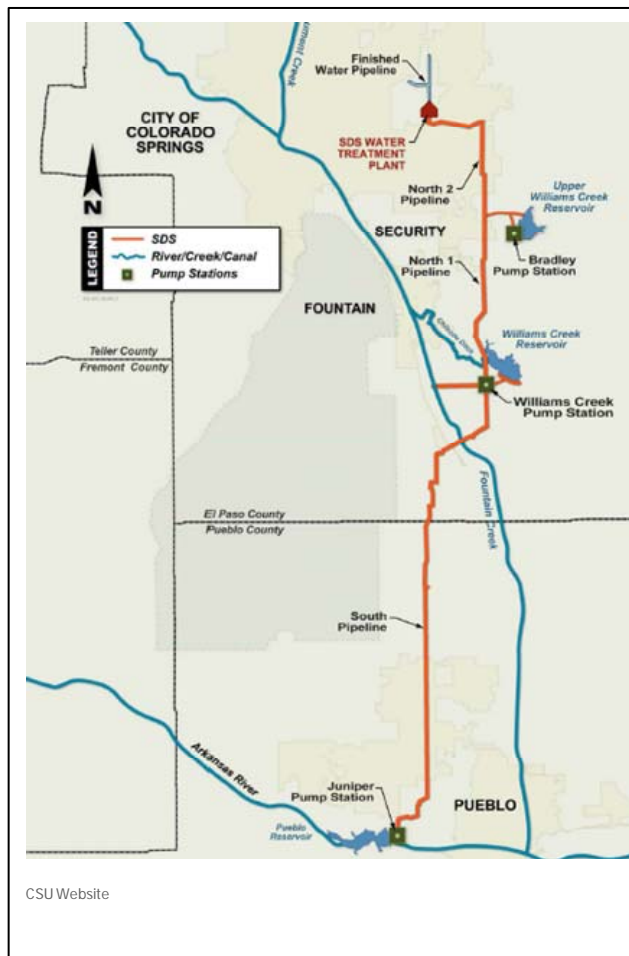 Finished
Water Pipeline
Creek
CITY OF
COLORADO
SPRINGS
SDS WATER
TREATMENT
PLANT
N
North 2
Pipeline
Upper
Williams Creek
Reservoir
SECURITY
LEGEND
SDS
River/Creek/Canal
Pump Stations
Bradley
Pump Station
North 1
Pipeline
FOUNTAIN
Williams Creek
Reservoir
Teller County
Fremont County
Williams Creek
Pump Station
Fountain Creek
El Paso County
Pueblo County
South
Pipeline
Arkansas River
Juniper
Pump Station
PUEBLO
Pueblo
Reservoir
CSU Website